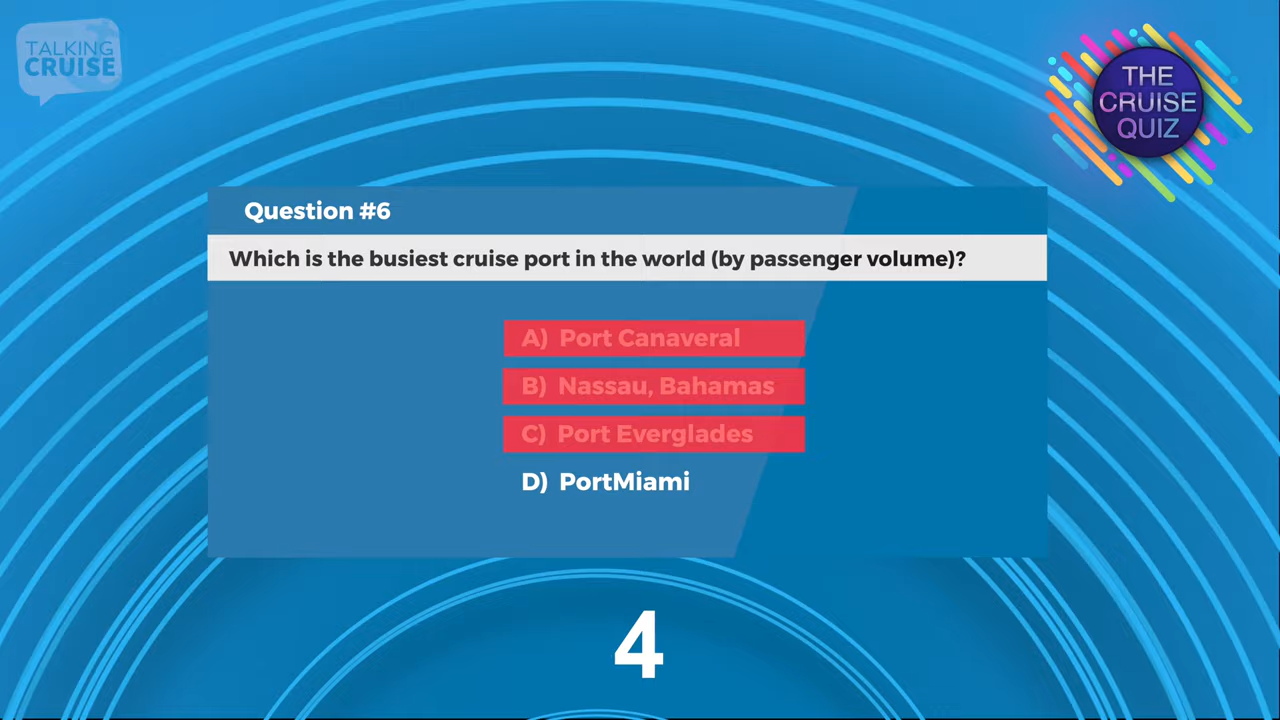 TALKING
CRUISE
THE
CRUISE
QUIZ
Question #6
Which is the busiest cruise port in the world (by passenger volume)?
A) Port Canaveral
B) Nassau, Bahamas
C) Port Everglades
D) PortMiami
4